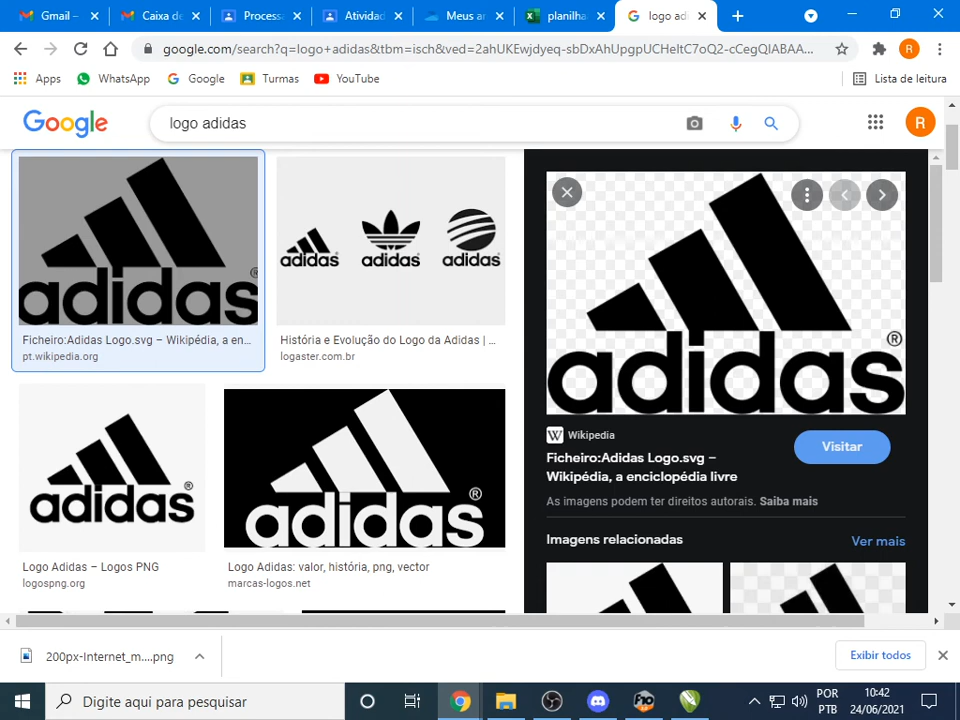 Gmail –
Caixa de
Process
Ativida
Meus ar
planilha
logo adi
google.com/search?q=logo+adidas&tbm=isch&ved=2ahUKEwjdyeq-sbDxAhUpgpUCHeltC7oQ2-cCegQIABAA...
R
Apps
WhatsApp
Google
Turmas
YouTube
Lista de leitura
Google
logo adidas
R
adidas
®
Ficheiro:Adidas Logo.svg – Wikipédia, a en...
pt.wikipedia.org
adidas
adidas
adidas
História e Evolução do Logo da Adidas | ...
logaster.com.br
adidas
®
W Wikipedia
Ficheiro:Adidas Logo.svg –
Wikipédia, a enciclopédia livre
Visitar
As imagens podem ter direitos autorais. Saiba mais
Imagens relacionadas
Ver mais
adidas®
Logo Adidas – Logos PNG
logospng.org
adidas®
Logo Adidas: valor, história, png, vector
marcas-logos.net
200px-Internet_m....png
Exibir todos
Digite aqui para pesquisar
POR
PTB
10:42
24/06/2021